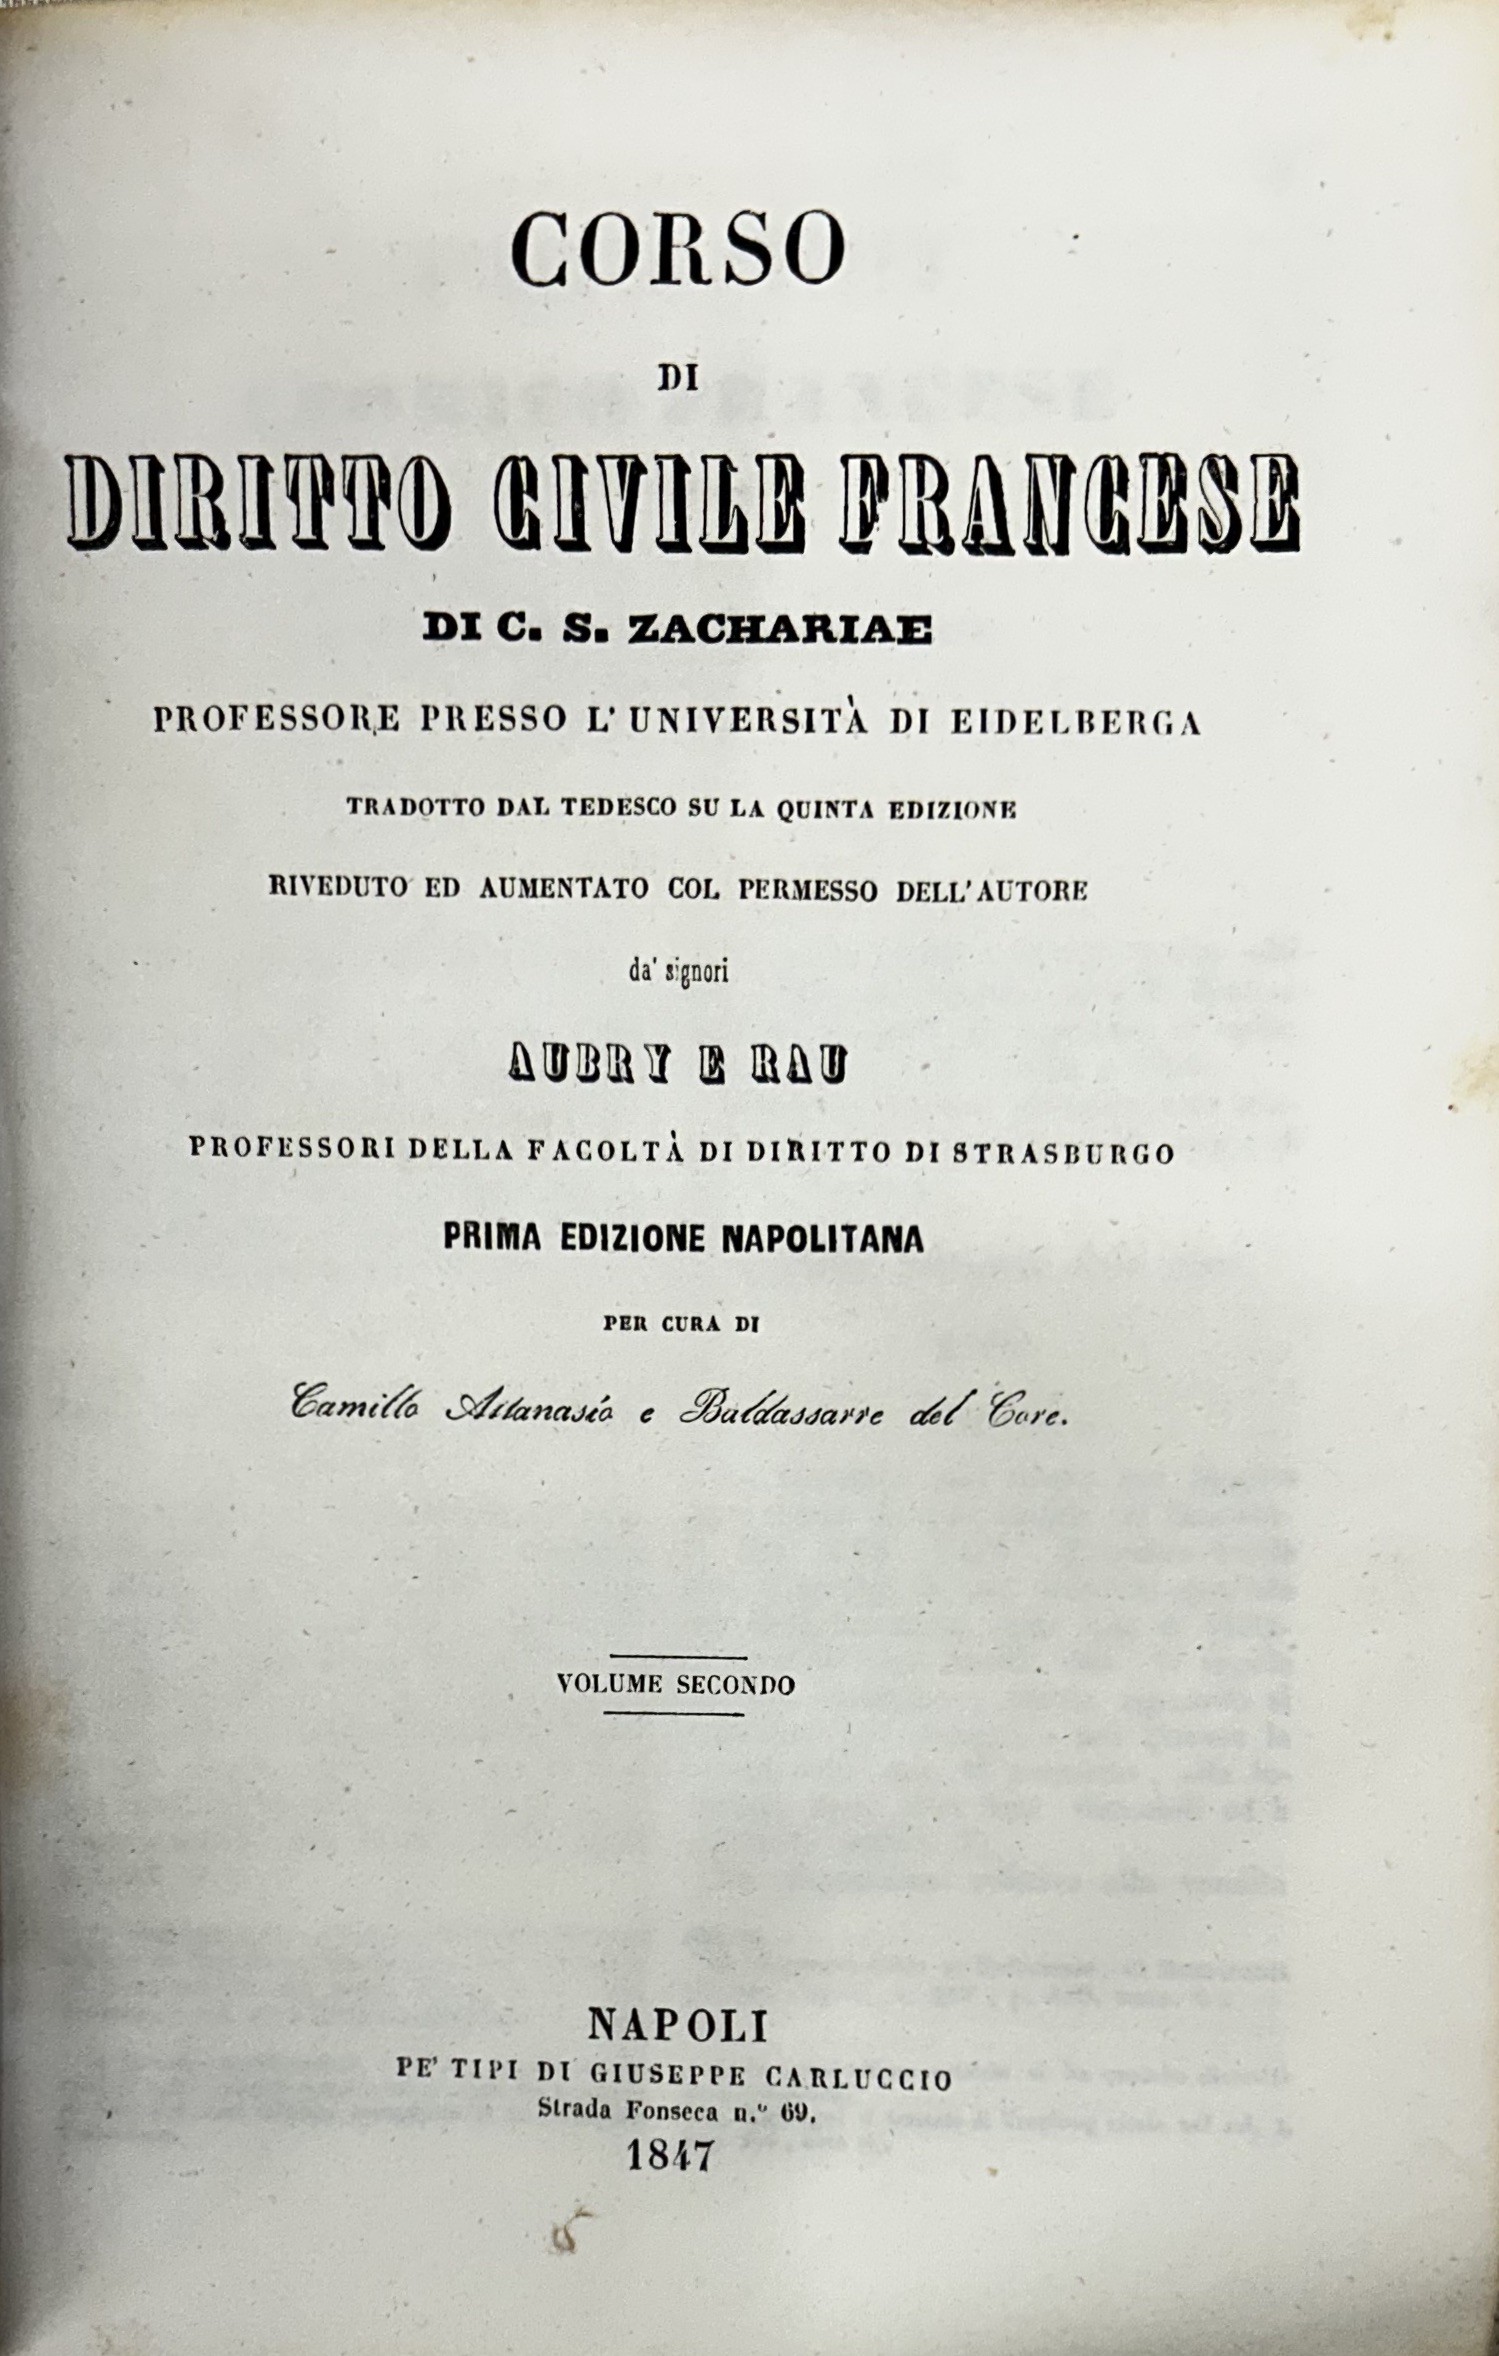 CORSO
DI
DIRITTO CIVILE FRANCESE
DI C. S. ZACHARIAE
PROFESSORE PRESSO L' UNIVERSITÀ DI EIDELBERGA
TRADOTTO DAL TEDESCO SU LA QUINTA EDIZIONE
RIVEDUTO ED AUMENTATO COL PERMESSO DELL' AUTORE
da' signori
AUBRY E RAU
PROFESSORI DELLA FACOLTÀ DI DIRITTO DI STRASBURGO
PRIMA EDIZIONE NAPOLITANA
PER CURA DI
Camillo Attanasio e Baldassarre del Core.
VOLUME SECONDO
NAPOLI
PE' TIPI DI GIUSEPPE CARLUCCIO
Strada Fonseca n.º 69.
1847